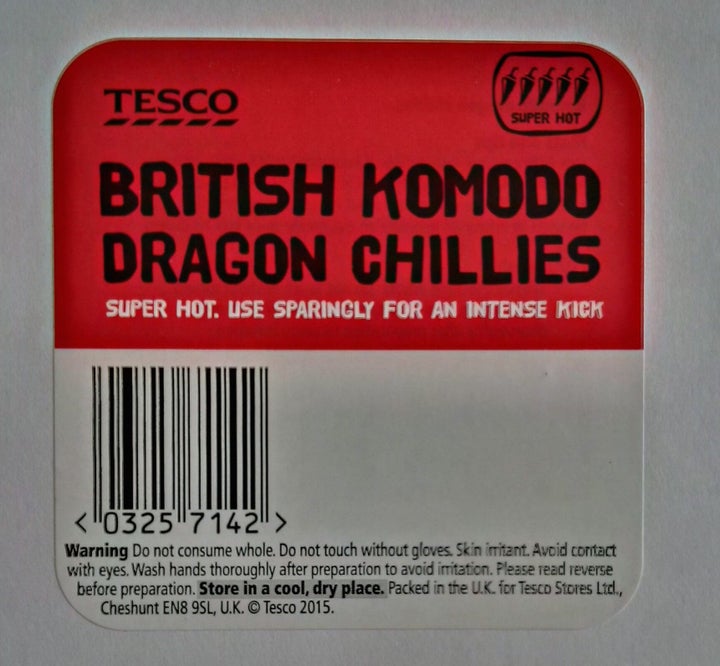 TESCO
SUPER HOT
BRITISH KOMODO
DRAGON CHILLIES
SUPER HOT. USE SPARINGLY FOR AN INTENSE KICK
< 0325 7142 >
Warning Do not consume whole. Do not touch without gloves. Skin irritant. Avoid contact
with eyes. Wash hands thoroughly after preparation to avoid irritation. Please read reverse
before preparation. Store in a cool, dry place. Packed in the U.K. for Tesco Stores Ltd.,
Cheshunt EN8 9SL, U.K. © Tesco 2015.